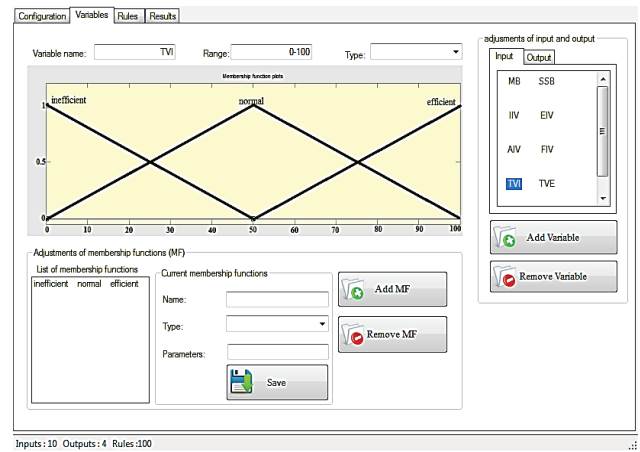 Configuration Variables Rules Results
Variable name: TVI Range: 0-100 Type:
Membership function plots
inefficient normal efficient
1
0.5
0
0 10 20 30 40 50 60 70 80 90 100
Adjustments of membership functions (MF)
List of membership functions
inefficient normal efficient
Current membership functions
Name:
Type:
Parameters:
Save
Add MF
Remove MF
adjusments of input and output
Input Output
MB SSB
IIV EIV
AIV FIV
TVI TVE
Add Variable
Remove Variable
Inputs : 10 Outputs : 4 Rules :100